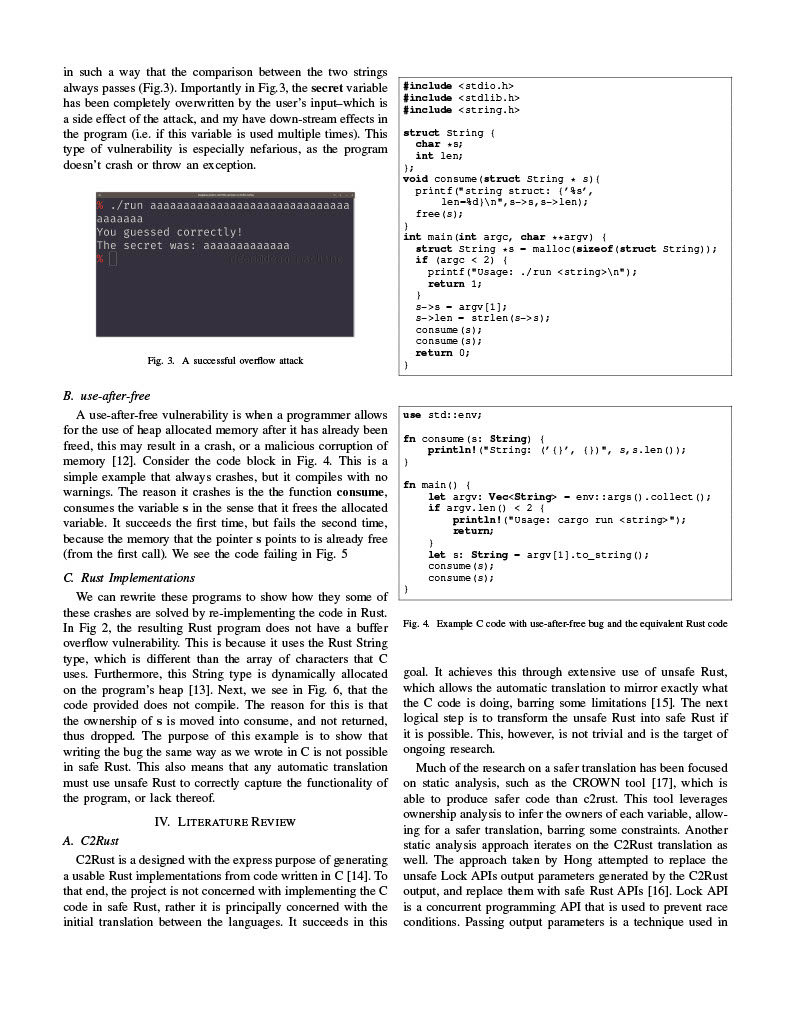 in such a way that the comparison between the two strings
always passes (Fig.3). Importantly in Fig.3, the secret variable
has been completely overwritten by the user's input–which is
a side effect of the attack, and my have down-stream effects in
the program (i.e. if this variable is used multiple times). This
type of vulnerability is especially nefarious, as the program
doesn't crash or throw an exception.
% ./run aaaaaaaaaaaaaaaaaaaaaaaaaaaaaa
aaaaaaa
You guessed correctly!
The secret was: aaaaaaaaaaaaa
%
Fig. 3. A successful overflow attack
B. use-after-free
A use-after-free vulnerability is when a programmer allows
for the use of heap allocated memory after it has already been
freed, this may result in a crash, or a malicious corruption of
memory [12]. Consider the code block in Fig. 4. This is a
simple example that always crashes, but it compiles with no
warnings. The reason it crashes is the the function consume,
consumes the variable s in the sense that it frees the allocated
variable. It succeeds the first time, but fails the second time,
because the memory that the pointer s points to is already free
(from the first call). We see the code failing in Fig. 5
C. Rust Implementations
We can rewrite these programs to show how they some of
these crashes are solved by re-implementing the code in Rust.
In Fig 2, the resulting Rust program does not have a buffer
overflow vulnerability. This is because it uses the Rust String
type, which is different than the array of characters that C
uses. Furthermore, this String type is dynamically allocated
on the program's heap [13]. Next, we see in Fig. 6, that the
code provided does not compile. The reason for this is that
the ownership of s is moved into consume, and not returned,
thus dropped. The purpose of this example is to show that
writing the bug the same way as we wrote in C is not possible
in safe Rust. This also means that any automatic translation
must use unsafe Rust to correctly capture the functionality of
the program, or lack thereof.
IV. LITERATURE REVIEW
A. C2Rust
C2Rust is a designed with the express purpose of generating
a usable Rust implementations from code written in C [14]. To
that end, the project is not concerned with implementing the C
code in safe Rust, rather it is principally concerned with the
initial translation between the languages. It succeeds in this
#include <stdio.h>
#include <stdlib.h>
#include <string.h>
struct String {
char *s;
int len;
};
void consume(struct String * s){
printf("string struct: {'%s',
len=%d}\n",s->s,s->len);
free(s);
}
int main(int argc, char **argv) {
struct String *s = malloc(sizeof(struct String));
if (argc < 2) {
printf("Usage: ./run <string>\n");
return 1;
}
s->s = argv[1];
s->len = strlen(s->s);
consume(s);
consume(s);
return 0;
}
use std::env;
fn consume(s: String) {
println!("String: ('{}', {})", s,s.len());
}
fn main() {
let argv: Vec<String> = env::args().collect();
if argv.len() < 2 {
println!("Usage: cargo run <string>");
return;
}
let s: String = argv[1].to_string();
consume(s);
consume(s);
}
Fig. 4. Example C code with use-after-free bug and the equivalent Rust code
goal. It achieves this through extensive use of unsafe Rust,
which allows the automatic translation to mirror exactly what
the C code is doing, barring some limitations [15]. The next
logical step is to transform the unsafe Rust into safe Rust if
it is possible. This, however, is not trivial and is the target of
ongoing research.
Much of the research on a safer translation has been focused
on static analysis, such as the CROWN tool [17], which is
able to produce safer code than c2rust. This tool leverages
ownership analysis to infer the owners of each variable, allow-
ing for a safer translation, barring some constraints. Another
static analysis approach iterates on the C2Rust translation as
well. The approach taken by Hong attempted to replace the
unsafe Lock APIs output parameters generated by the C2Rust
output, and replace them with safe Rust APIs [16]. Lock API
is a concurrent programming API that is used to prevent race
conditions. Passing output parameters is a technique used in